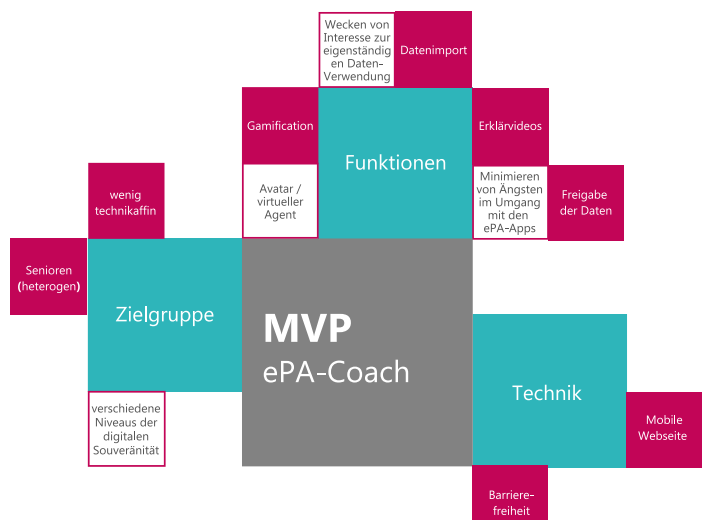 Wecken von
Interesse zur
eigenständig
en Daten-
Verwendung
Datenimport
Gamification
Funktionen
Erklärvideos
Avatar /
virtueller
Agent
Minimieren
von Ängsten
im Umgang
mit den
ePA-Apps
Freigabe
der Daten
wenig
technikaffin
Senioren
(heterogen)
Zielgruppe
MVP
ePA-Coach
verschiedene
Niveaus der
digitalen
Souveränität
Technik
Mobile
Webseite
Barriere-
freiheit